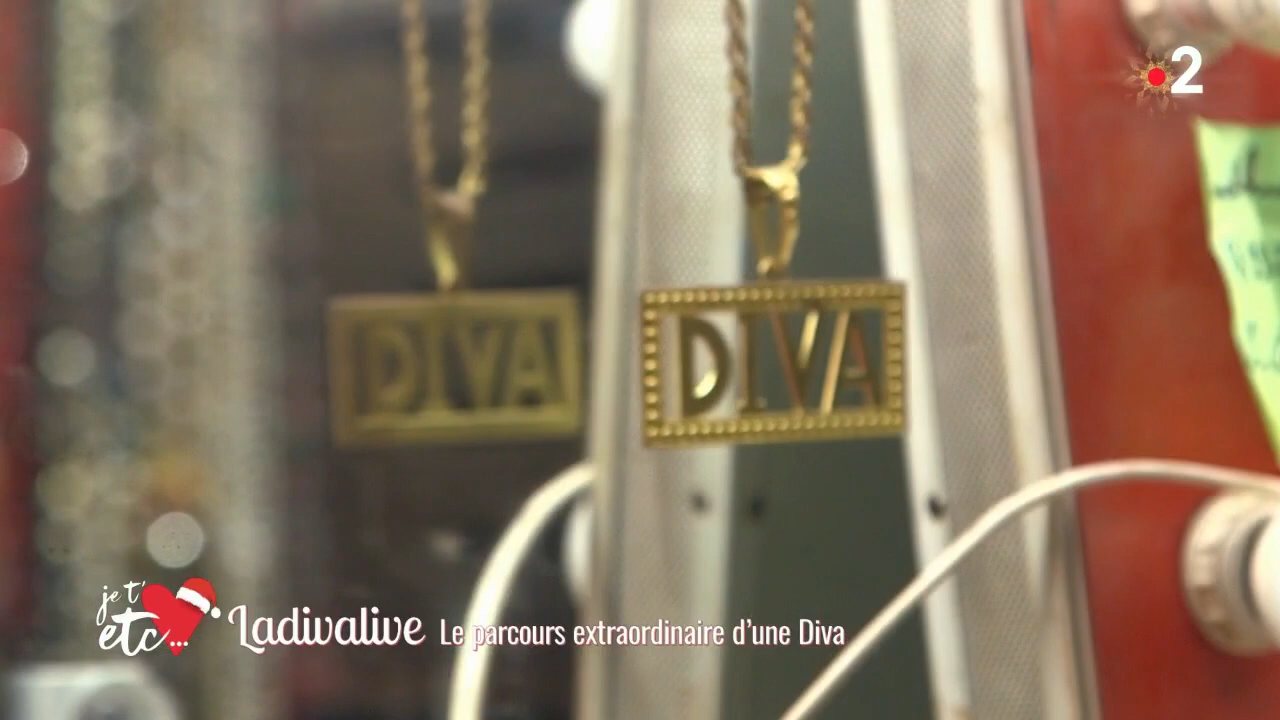 2
DIVA
DIVA
je t'
etc...
Ladivalive Le parcours extraordinaire d’une Diva